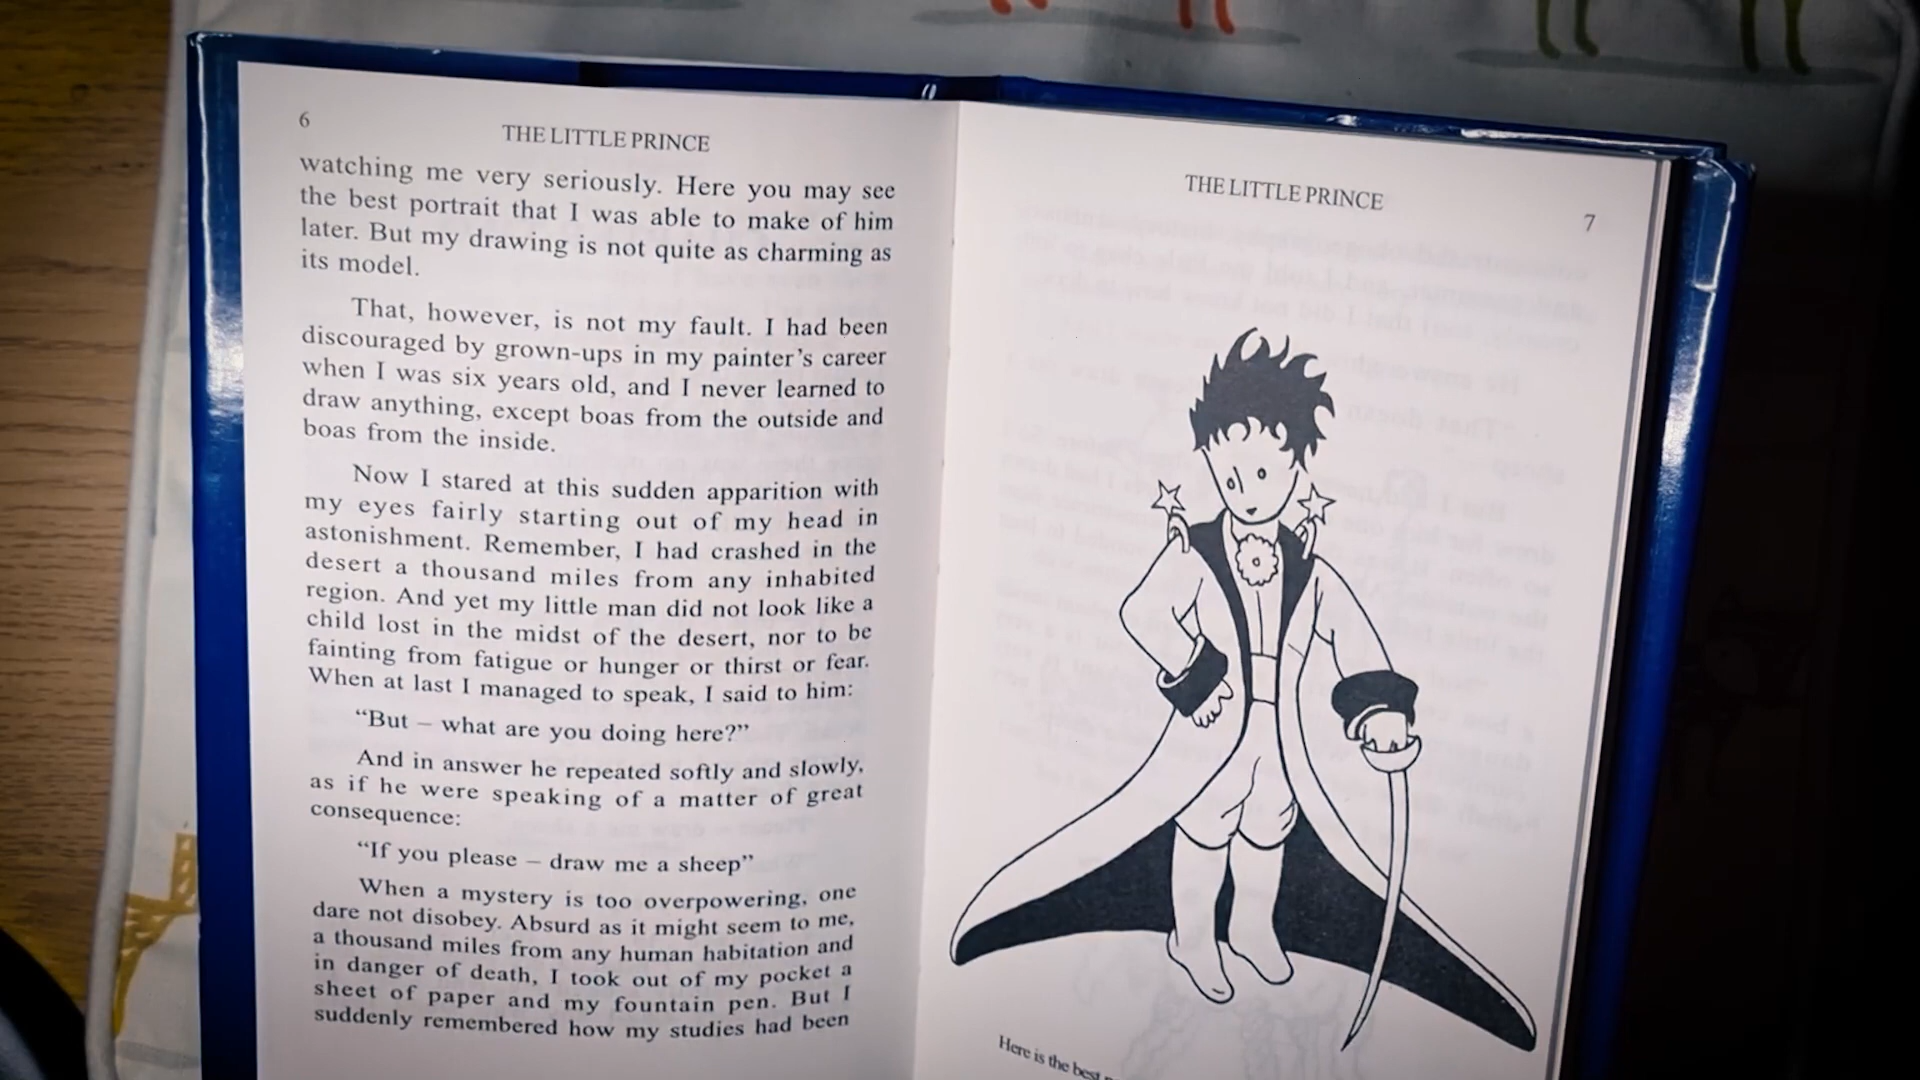 6
THE LITTLE PRINCE
watching me very seriously. Here you may see
the best portrait that I was able to make of him
later. But my drawing is not quite as charming as
its model.
That, however, is not my fault. I had been
discouraged by grown-ups in my painter's career
when I was six years old, and I never learned to
draw anything, except boas from the outside and
boas from the inside.
Now I stared at this sudden apparition with
my eyes fairly starting out of my head in
astonishment. Remember, I had crashed in the
desert a thousand miles from any inhabited
region. And yet my little man did not look like a
child lost in the midst of the desert, nor to be
fainting from fatigue or hunger or thirst or fear.
When at last I managed to speak, I said to him:
“But – what are you doing here?”
And in answer he repeated softly and slowly,
as if he were speaking of a matter of great
consequence:
“If you please – draw me a sheep”
When a mystery is too overpowering, one
dare not disobey. Absurd as it might seem to me,
a thousand miles from any human habitation and
in danger of death, I took out of my pocket a
sheet of paper and my fountain pen. But I
suddenly remembered how my studies had been
THE LITTLE PRINCE
7
Here is the best